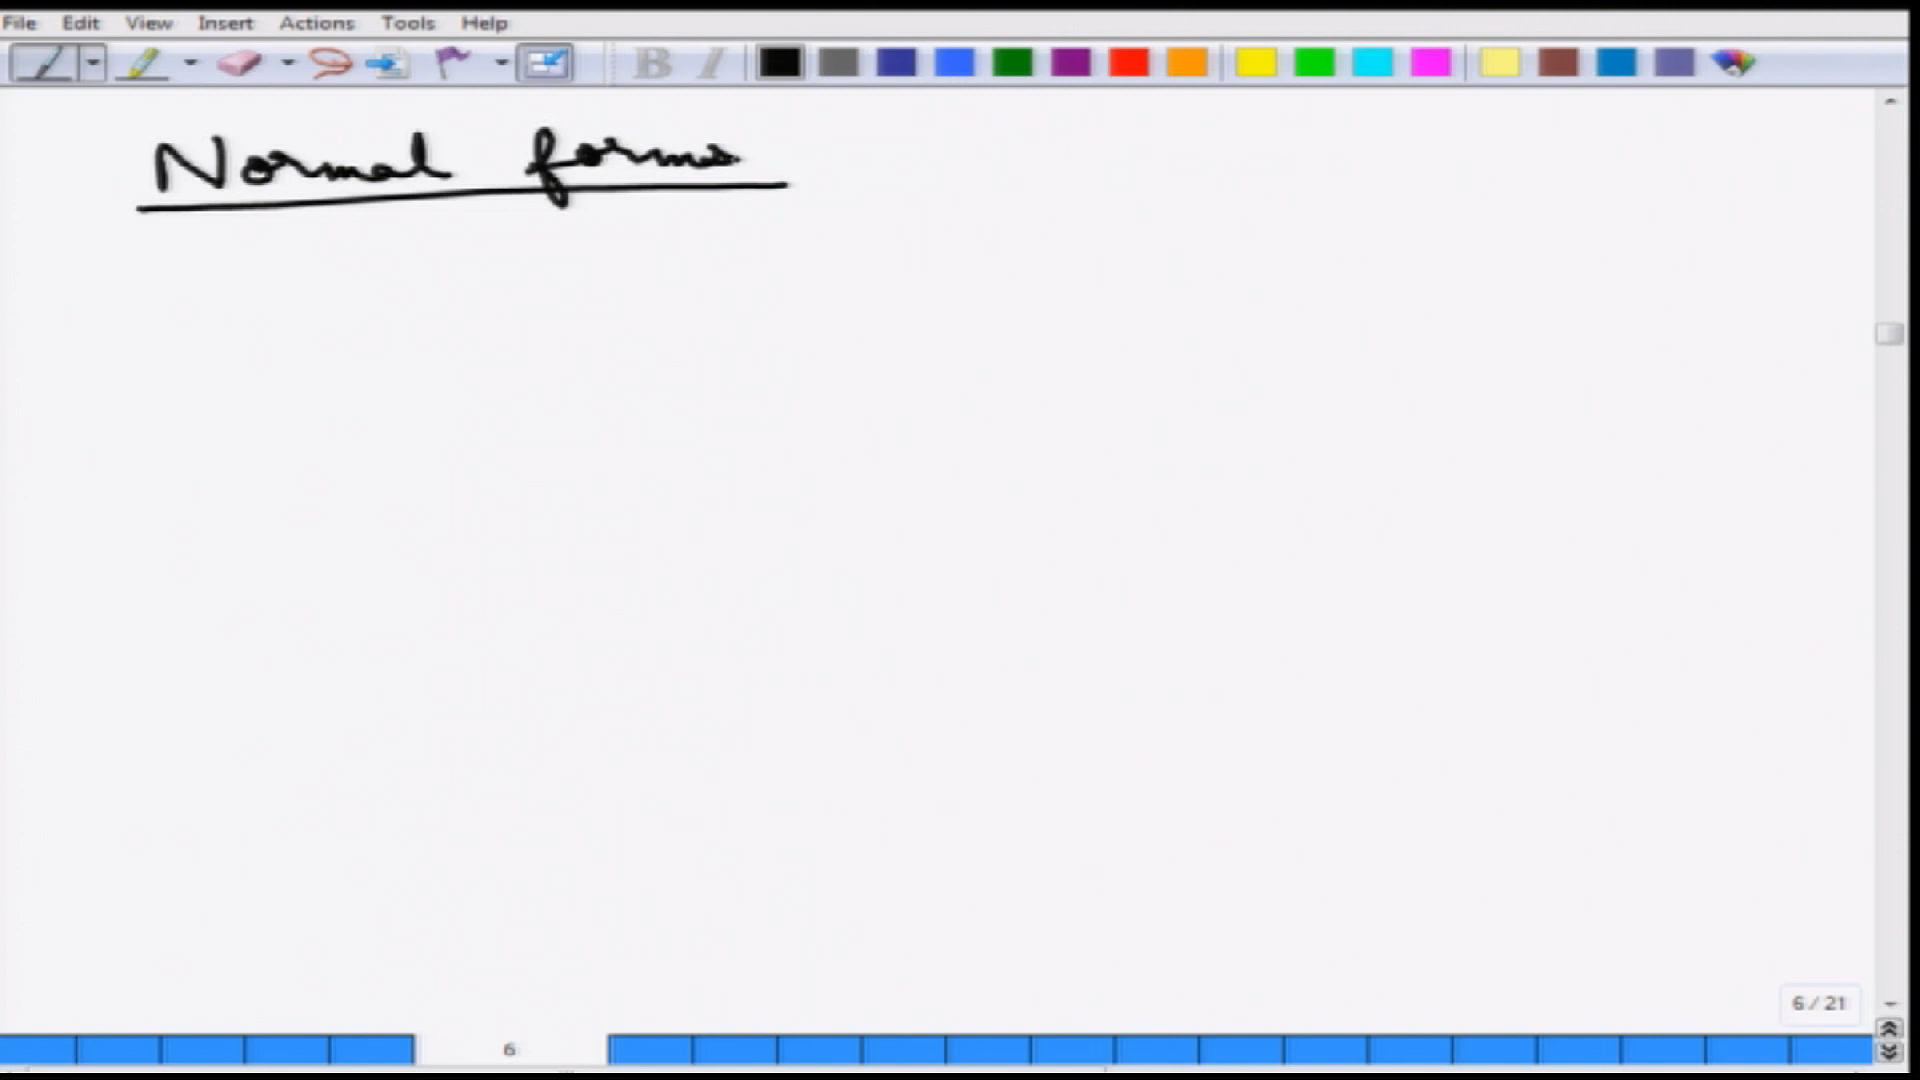 File Edit View Insert Actions Tools Help
B I
Normal forms
6 / 21
6